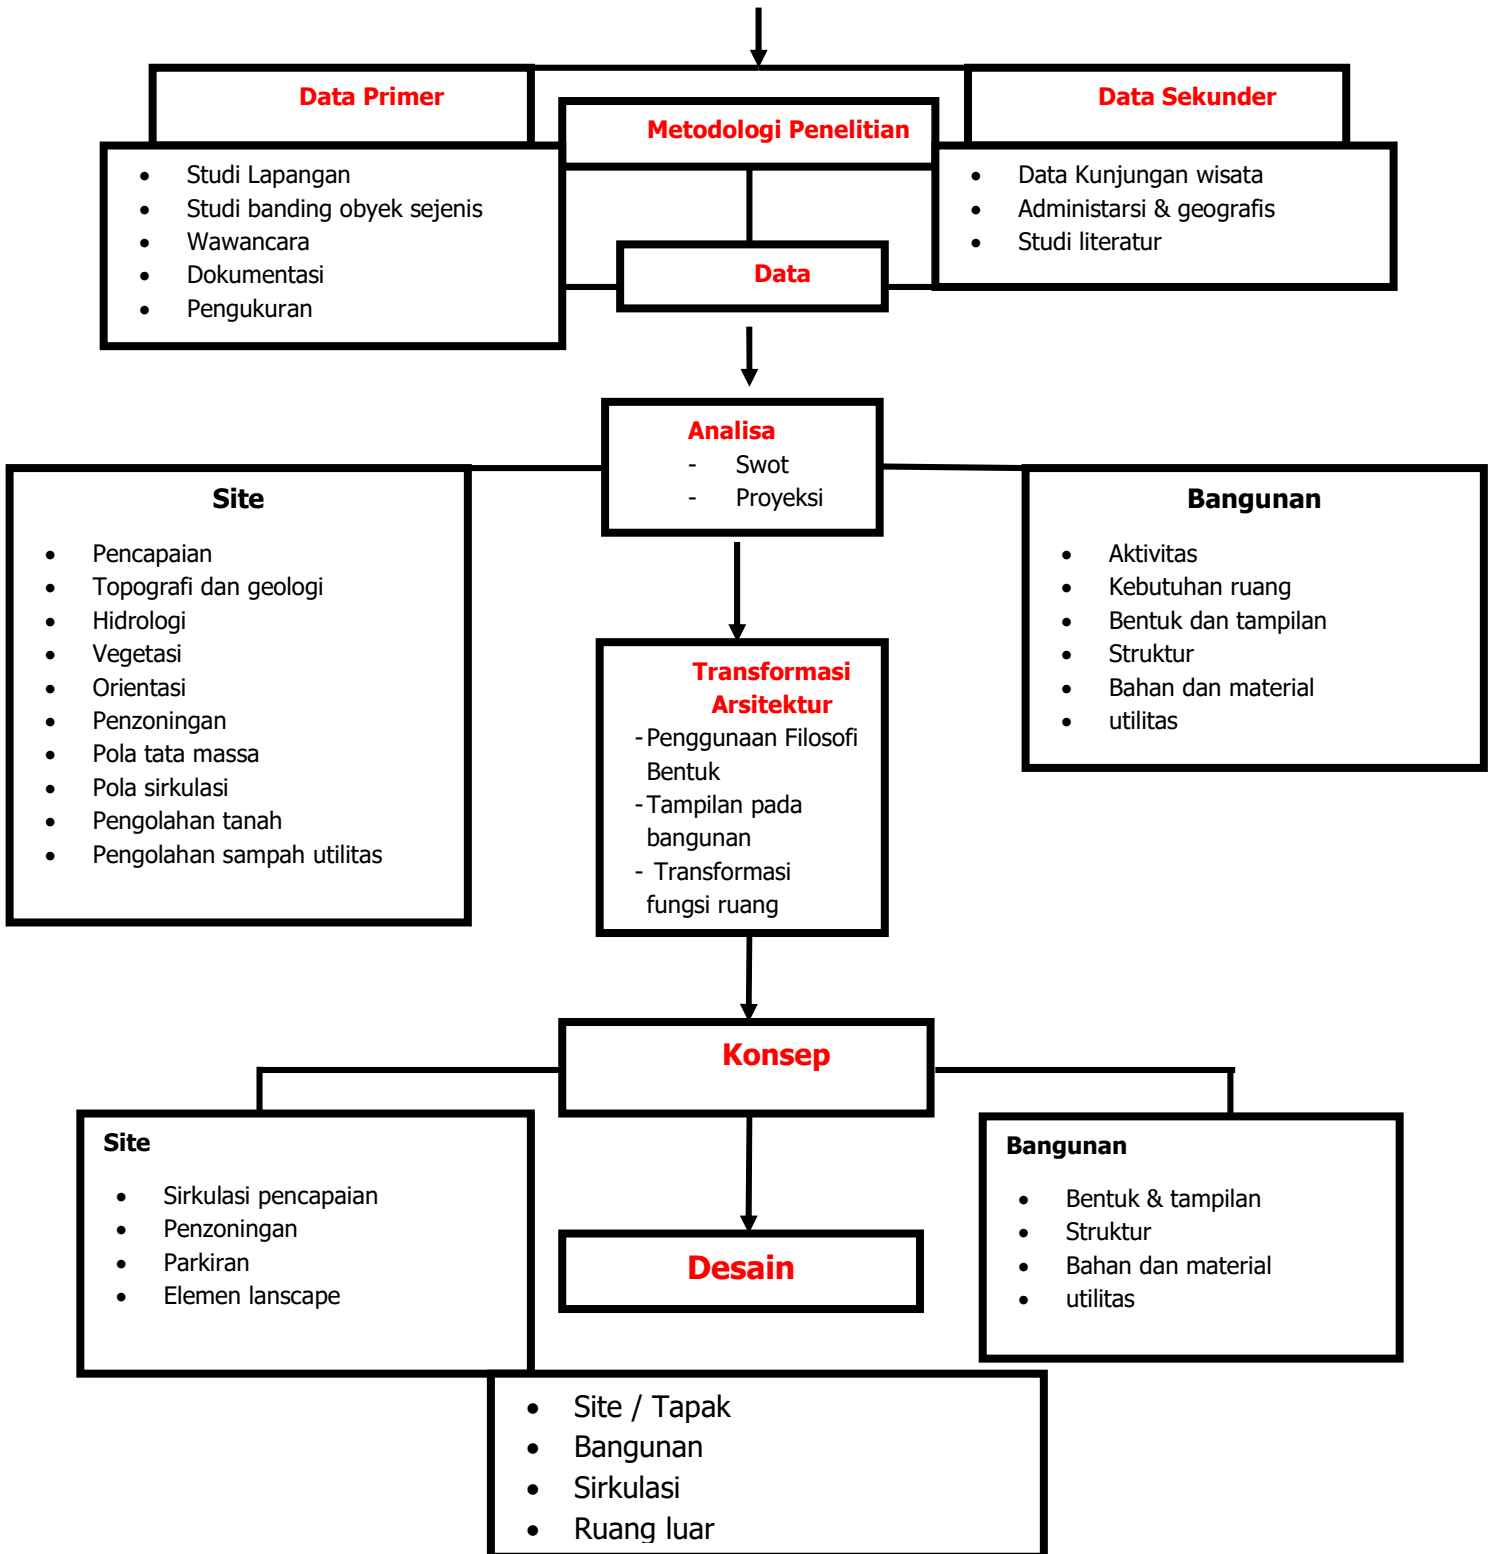 Data Primer
Metodologi Penelitian
Data Sekunder
• Studi Lapangan
• Studi banding obyek sejenis
• Wawancara
• Dokumentasi
• Pengukuran
• Data Kunjungan wisata
• Administarsi & geografis
• Studi literatur
Data
Analisa
- Swot
- Proyeksi
Site
• Pencapaian
• Topografi dan geologi
• Hidrologi
• Vegetasi
• Orientasi
• Penzoningan
• Pola tata massa
• Pola sirkulasi
• Pengolahan tanah
• Pengolahan sampah utilitas
Bangunan
• Aktivitas
• Kebutuhan ruang
• Bentuk dan tampilan
• Struktur
• Bahan dan material
• utilitas
Transformasi
Arsitektur
- Penggunaan Filosofi
Bentuk
- Tampilan pada
bangunan
- Transformasi
fungsi ruang
Konsep
Site
• Sirkulasi pencapaian
• Penzoningan
• Parkiran
• Elemen lanscape
Bangunan
• Bentuk & tampilan
• Struktur
• Bahan dan material
• utilitas
Desain
• Site / Tapak
• Bangunan
• Sirkulasi
• Ruang luar